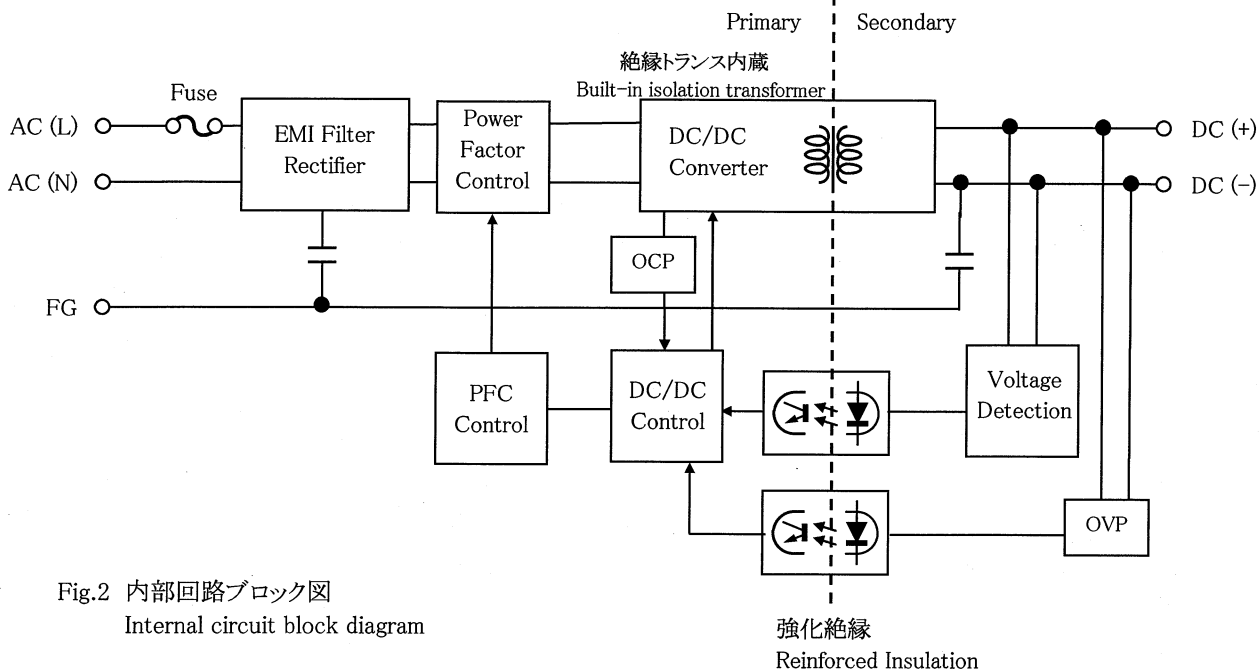 Primary
Secondary
絶縁トランス内蔵
Built-in isolation transformer
Fuse
AC (L)
AC (N)
EMI Filter
Rectifier
Power
Factor
Control
DC/DC
Converter
DC (+)
DC (-)
OCP
FG
PFC
Control
DC/DC
Control
Voltage
Detection
OVP
Fig.2 内部回路ブロック図
Internal circuit block diagram
強化絶縁
Reinforced Insulation